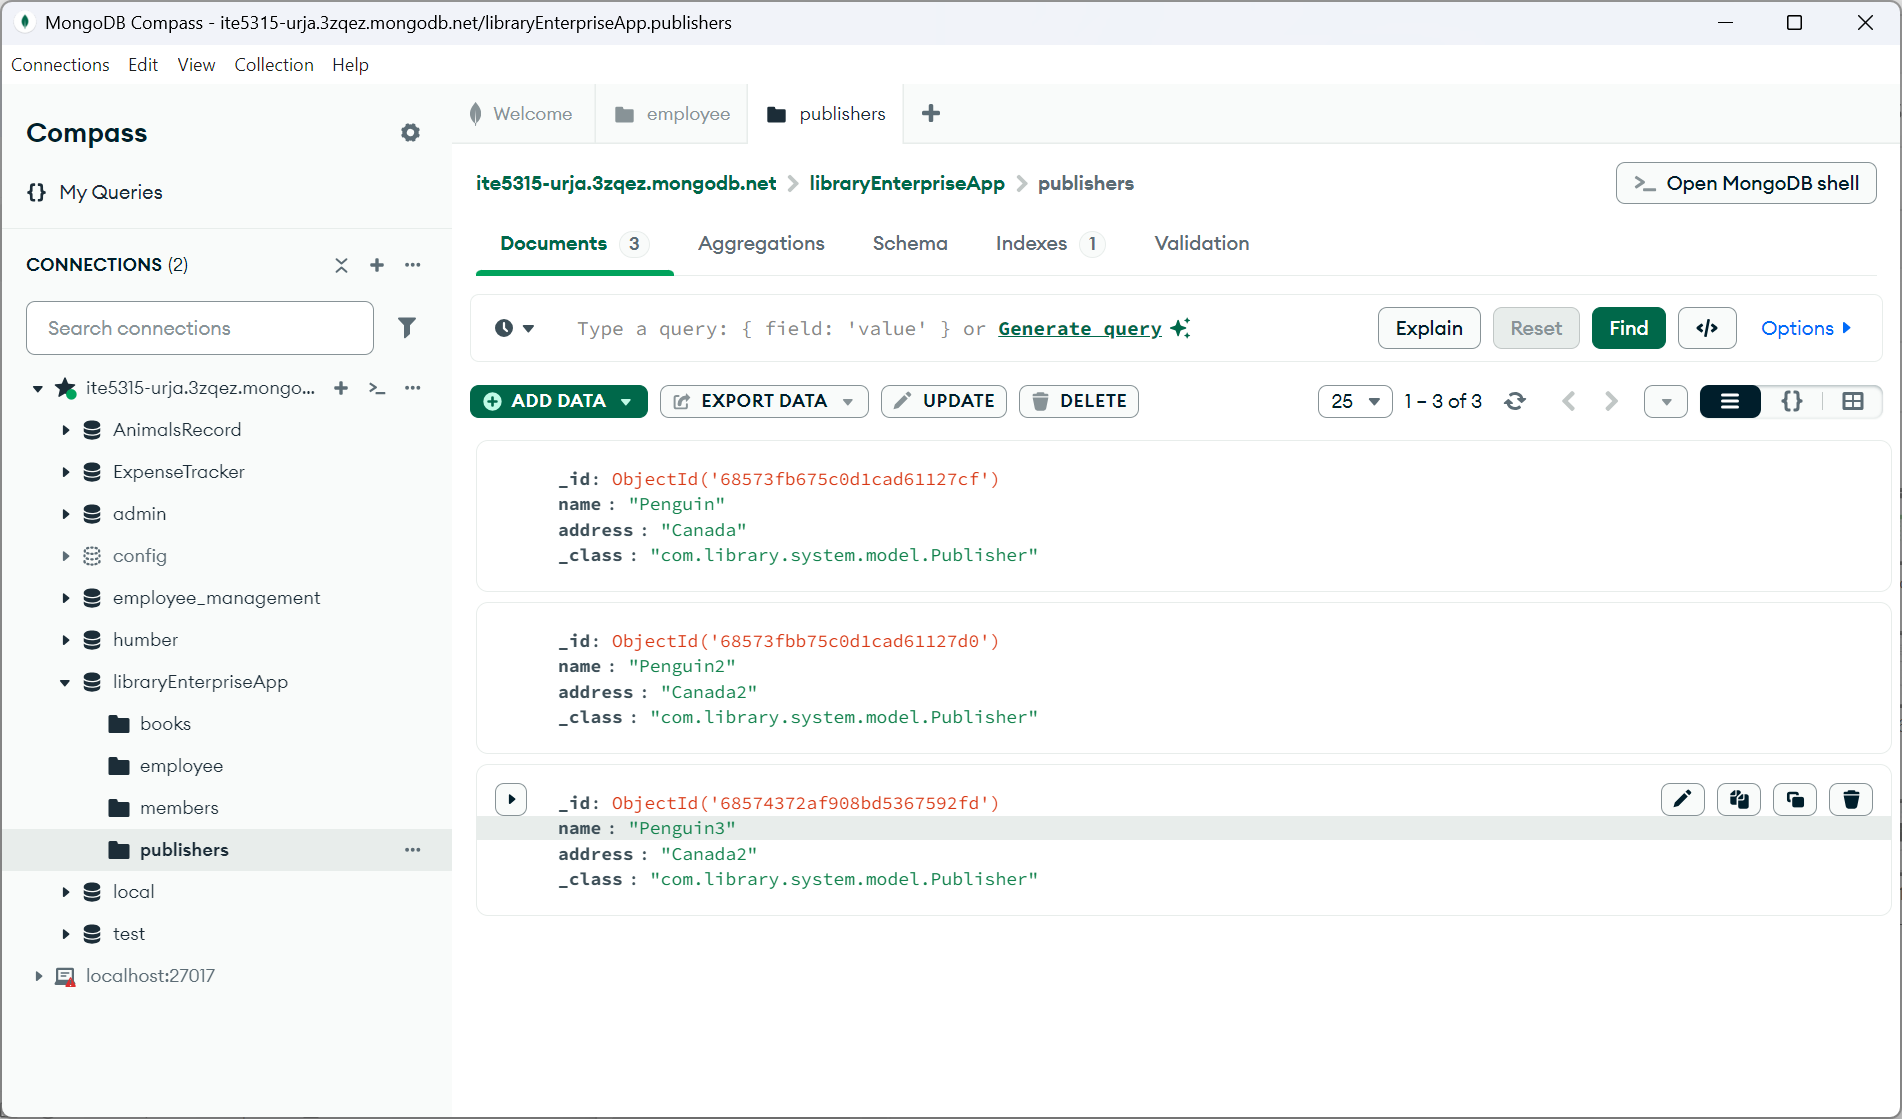 MongoDB Compass - ite5315-urja.3zqez.mongodb.net/libraryEnterpriseApp.publishers
Connections Edit View Collection Help
Compass
{} My Queries
CONNECTIONS (2)
Search connections
ite5315-urja.3zqez.mongo...
AnimalsRecord
ExpenseTracker
admin
config
employee_management
humber
libraryEnterpriseApp
books
employee
members
publishers
local
test
localhost:27017
Welcome employee publishers
ite5315-urja.3zqez.mongodb.net > libraryEnterpriseApp > publishers
>_ Open MongoDB shell
Documents 3 Aggregations Schema Indexes 1 Validation
Type a query: { field: 'value' } or Generate query
Explain Reset Find </> Options
ADD DATA EXPORT DATA UPDATE DELETE
25 1 – 3 of 3 {}
_id: ObjectId('68573fb675c0d1cad61127cf')
name : "Penguin"
address : "Canada"
_class : "com.library.system.model.Publisher"
_id: ObjectId('68573fbb75c0d1cad61127d0')
name : "Penguin2"
address : "Canada2"
_class : "com.library.system.model.Publisher"
_id: ObjectId('68574372af908bd5367592fd')
name : "Penguin3"
address : "Canada2"
_class : "com.library.system.model.Publisher"